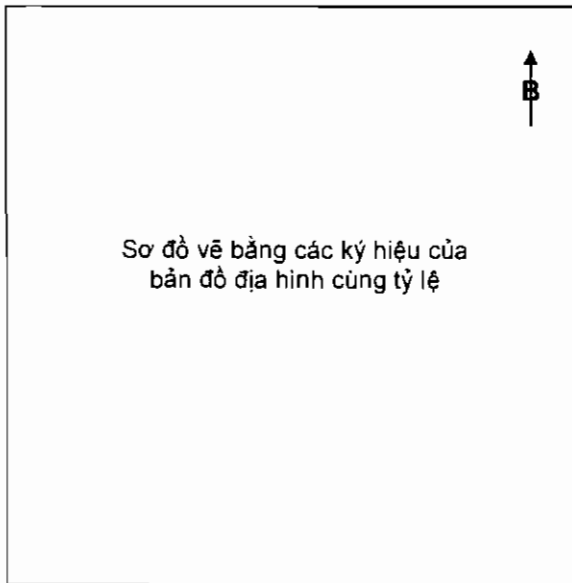 B
Sơ đồ vẽ bằng các ký hiệu của
bản đồ địa hình cùng tỷ lệ